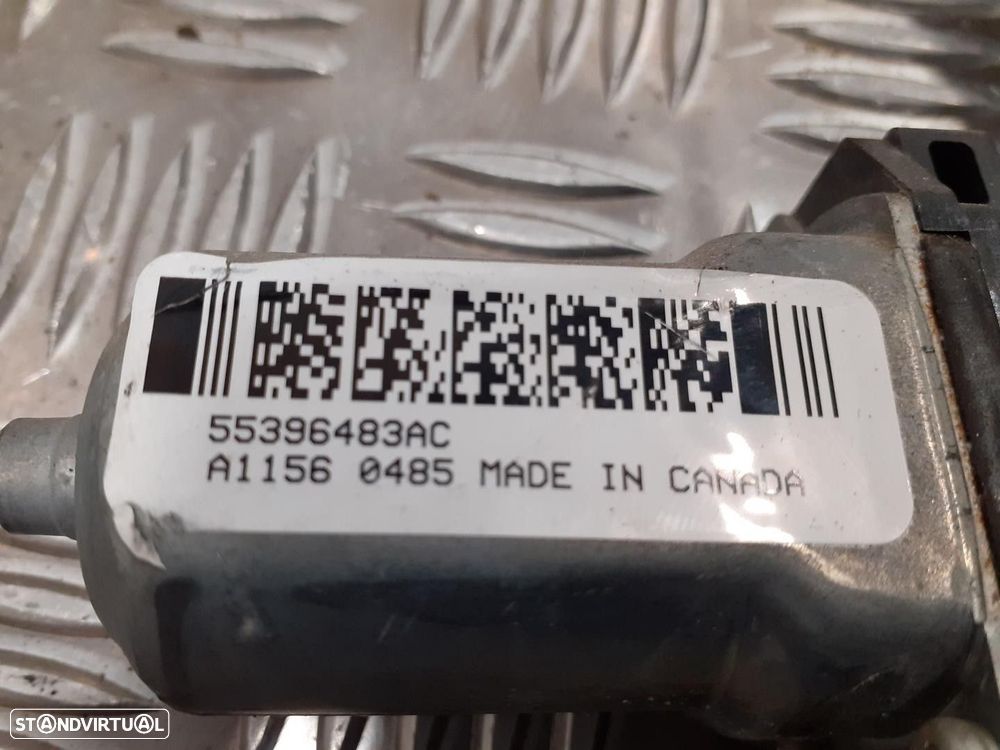 55396483AC
A1156 0485 MADE IN CANADA
STANDVIRTUAL